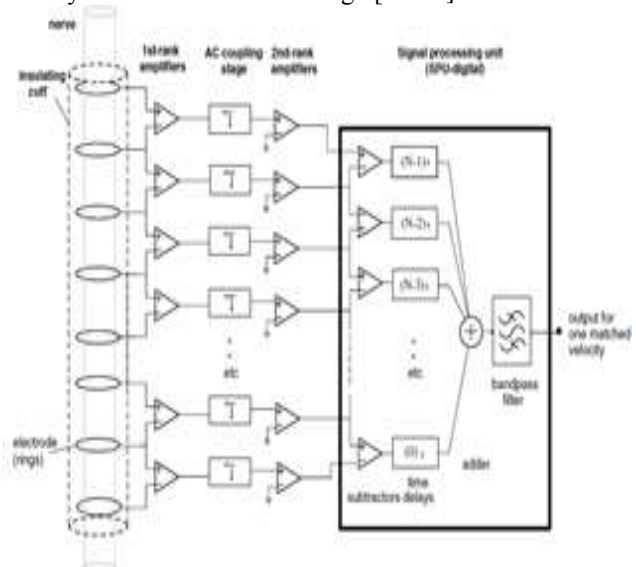 nerve
insulating
cuff
1st-rank
amplifiers
AC coupling
stage
2nd-rank
amplifiers
Signal processing unit
(SPU-digital)
(N-1)
(N-2)
(N-3)
etc
etc
(0)
electrode
(rings)
time
subtractors delays
adder
bandpass
filter
output for
one matched
velocity